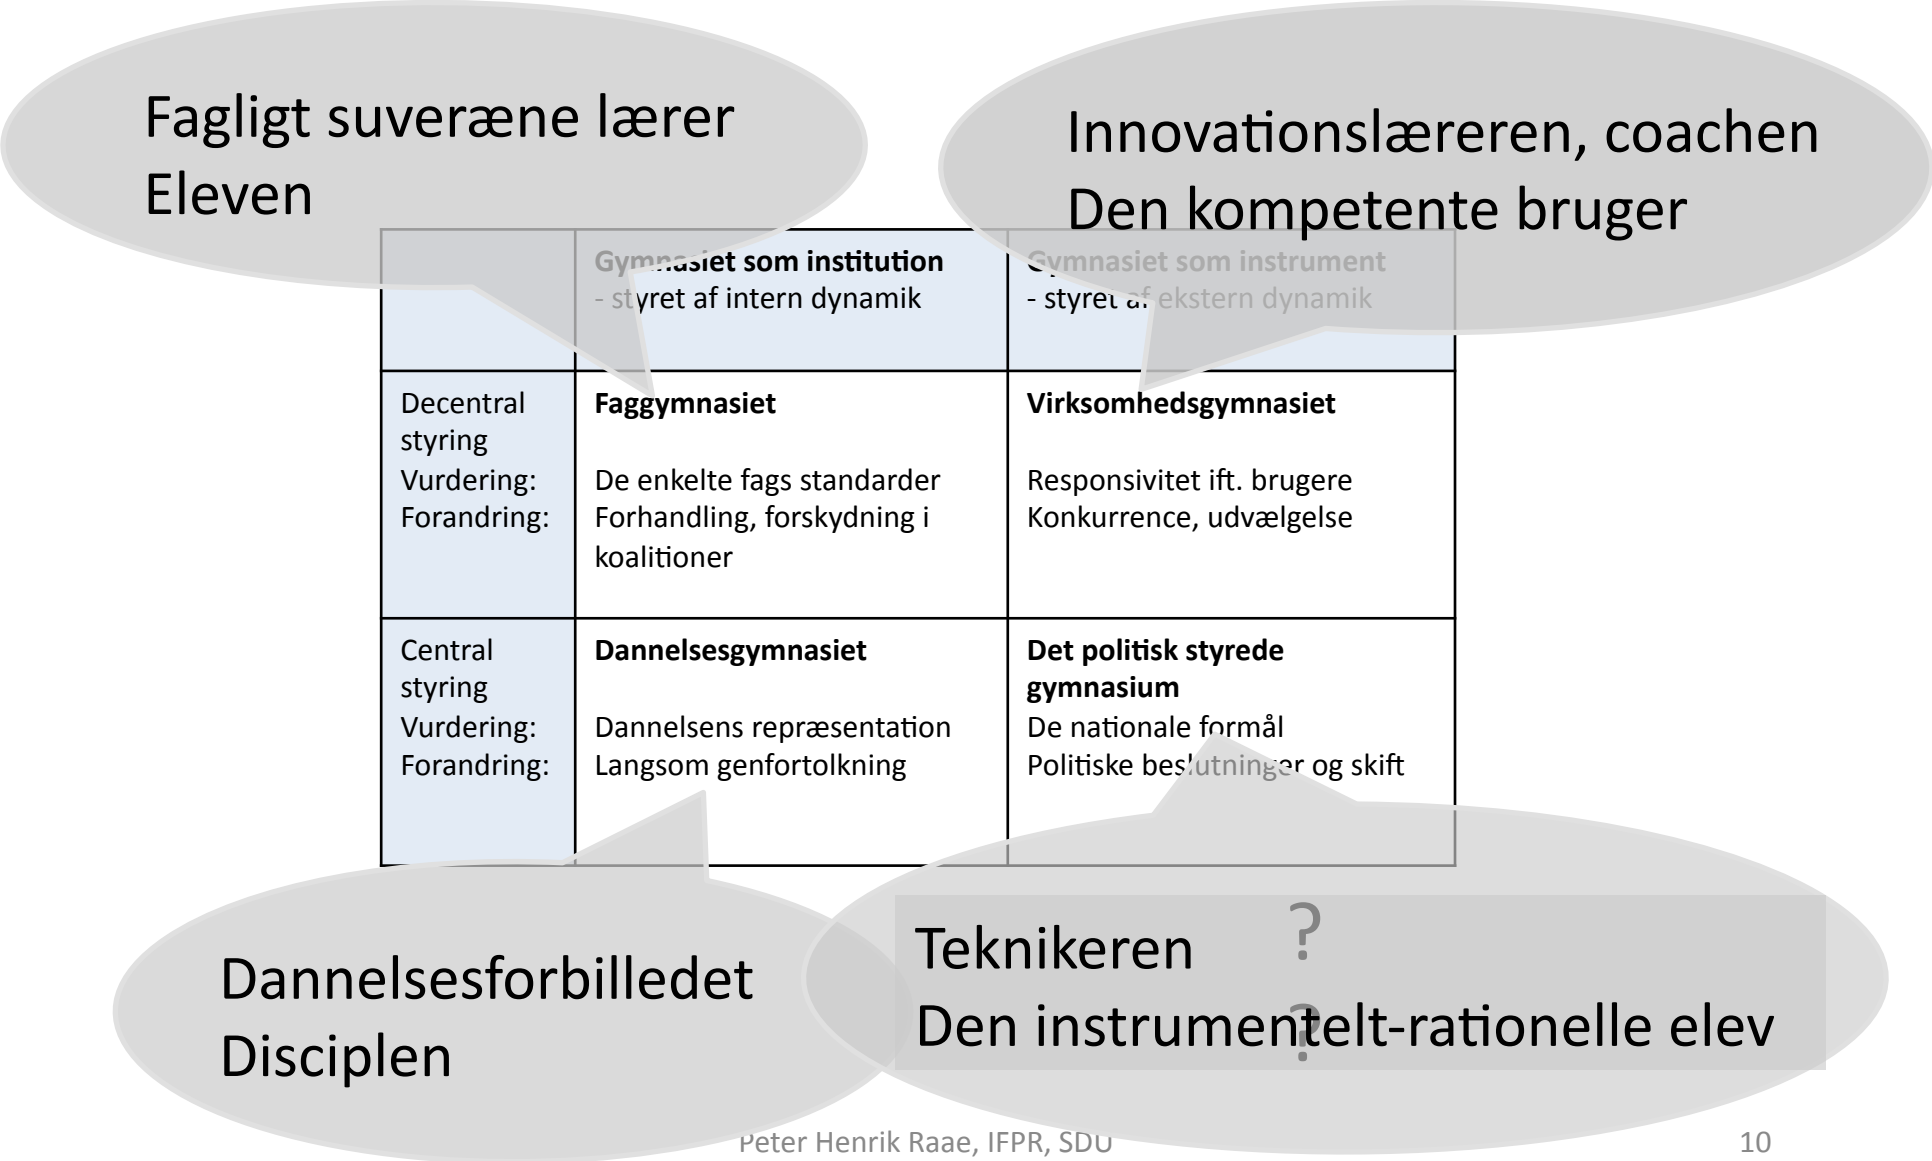 Fagligt suveræne lærer
Eleven
Innovationslæreren, coachen
Den kompetente bruger
Gymnasiet som institution
- styret af intern dynamik
Gymnasiet som instrument
- styret af ekstern dynamik
Decentral
styring
Vurdering:
Forandring:
Faggymnasiet
De enkelte fags standarder
Forhandling, forskydning i
koalitioner
Virksomhedsgymnasiet
Responsivitet ift. brugere
Konkurrence, udvælgelse
Central
styring
Vurdering:
Forandring:
Dannelsesgymnasiet
Dannelsens repræsentation
Langsom genfortolkning
Det politisk styrede
gymnasium
De nationale formål
Politiske beslutninger og skift
Dannelsesforbilledet
Disciplen
?
?
Teknikeren
Den instrumentelt-rationelle elev
Peter Henrik Raae, IFPR, SDU
10